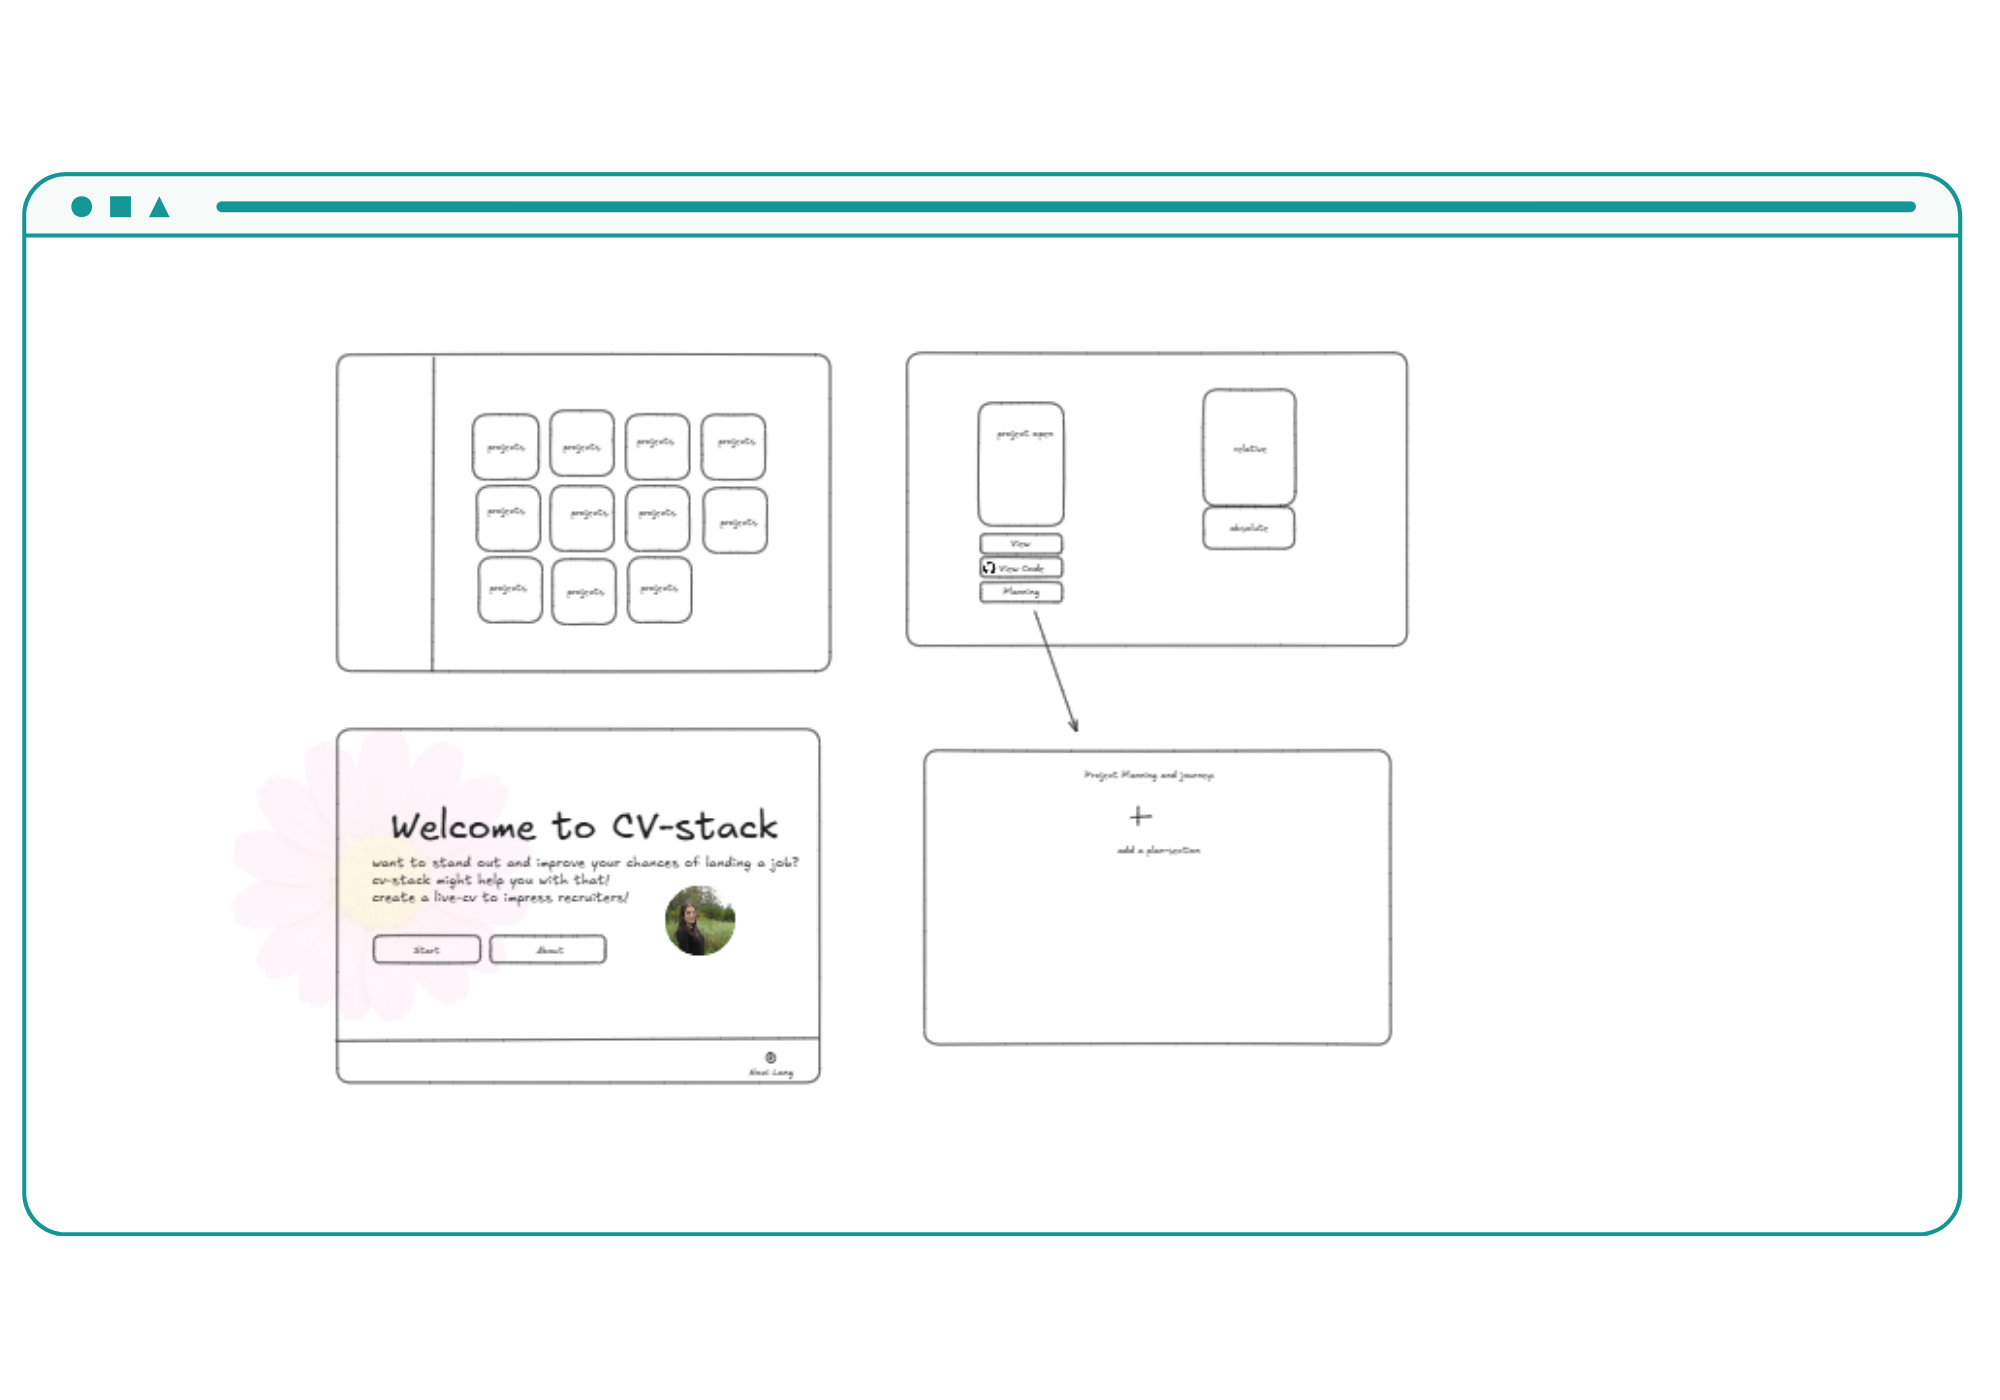 projects
projects
projects
projects
projects
projects
projects
projects
projects
projects
projects
project open
View
View Code
Planning
relative
absolute
Welcome to CV-stack
want to stand out and improve your chances of landing a job?
cv-stack might help you with that!
create a live-cv to impress recruiters!
Start
About
Project Planning and journey
add a plan-section